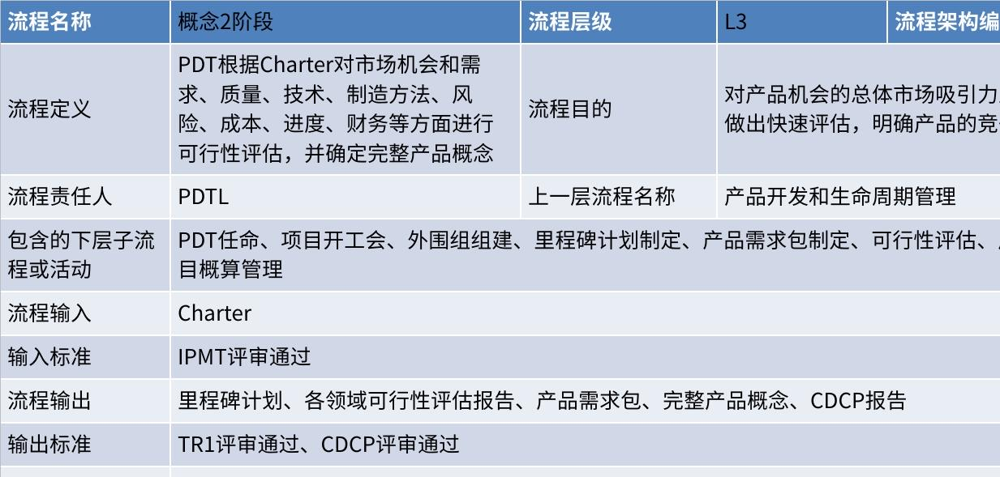 流程名称 概念2阶段 流程层级 L3 流程架构编
流程定义
PDT根据Charter对市场机会和需
求、质量、技术、制造方法、风
险、成本、进度、财务等方面进行
可行性评估，并确定完整产品概念
流程目的
对产品机会的总体市场吸引力
做出快速评估，明确产品的竞
流程责任人 PDTL 上一层流程名称 产品开发和生命周期管理
包含的下层子流
程或活动
PDT任命、项目开工会、外围组组建、里程碑计划制定、产品需求包制定、可行性评估、
目概算管理
流程输入 Charter
输入标准 IPMT评审通过
流程输出 里程碑计划、各领域可行性评估报告、产品需求包、完整产品概念、CDCP报告
输出标准 TR1评审通过、CDCP评审通过